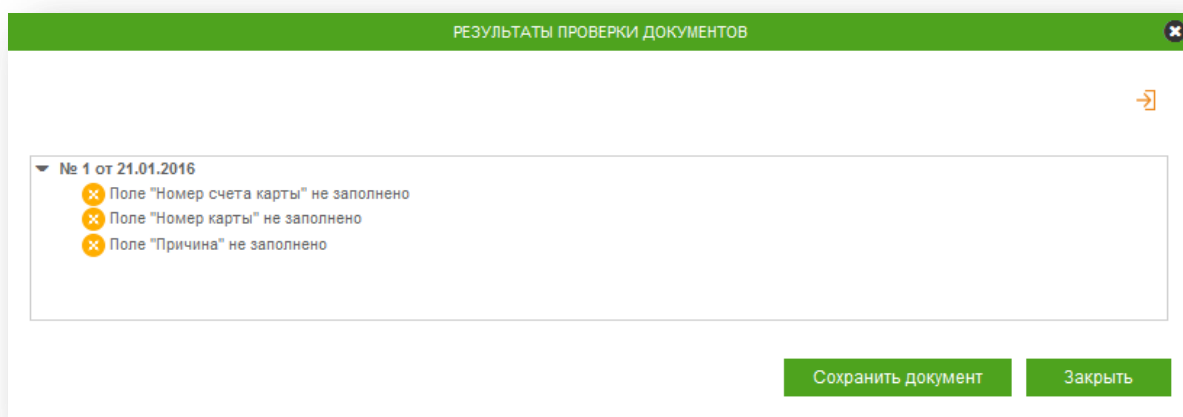 РЕЗУЛЬТАТЫ ПРОВЕРКИ ДОКУМЕНТОВ
№ 1 от 21.01.2016
Поле "Номер счета карты" не заполнено
Поле "Номер карты" не заполнено
Поле "Причина" не заполнено
Сохранить документ
Закрыть